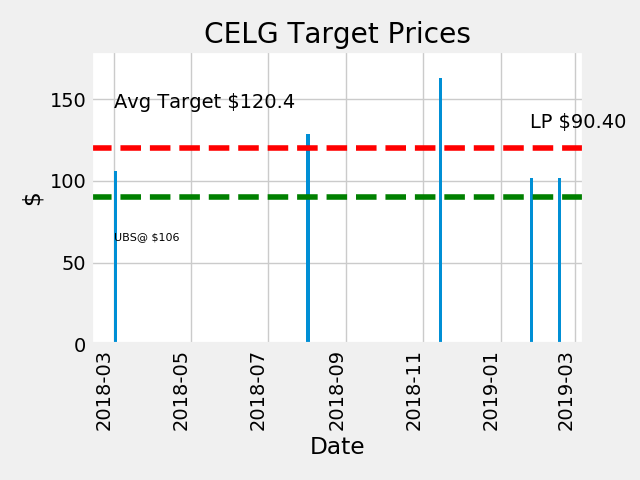 CELG Target Prices
Avg Target $120.4
LP $90.40
UBS@ $106
$
150
100
50
0
2018-03
2018-05
2018-07
2018-09
2018-11
2019-01
2019-03
Date